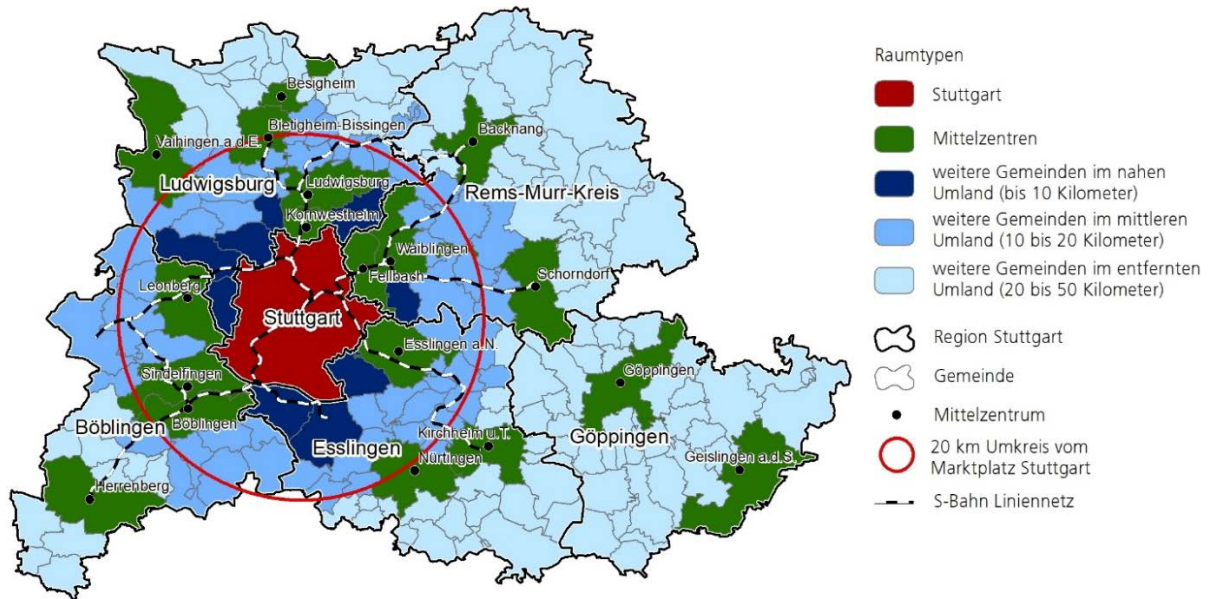 Besigheim
Bietigheim-Bissingen
Vaihingen a.d.E.
Backnang
Ludwigsburg
Ludwigsburg
Rems-Murr-Kreis
Kornwestheim
Waiblingen
Fellbach
Schorndorf
Leonberg
Stuttgart
Esslingen a.N.
Sindelfingen
Göppingen
Böblingen
Böblingen
Esslingen
Kirchheim u.T.
Göppingen
Nürtingen
Geislingen a.d.S.
Herrenberg
Raumtypen
Stuttgart
Mittelzentren
weitere Gemeinden im nahen
Umland (bis 10 Kilometer)
weitere Gemeinden im mittleren
Umland (10 bis 20 Kilometer)
weitere Gemeinden im entfernten
Umland (20 bis 50 Kilometer)
Region Stuttgart
Gemeinde
Mittelzentrum
20 km Umkreis vom
Marktplatz Stuttgart
S-Bahn Liniennetz